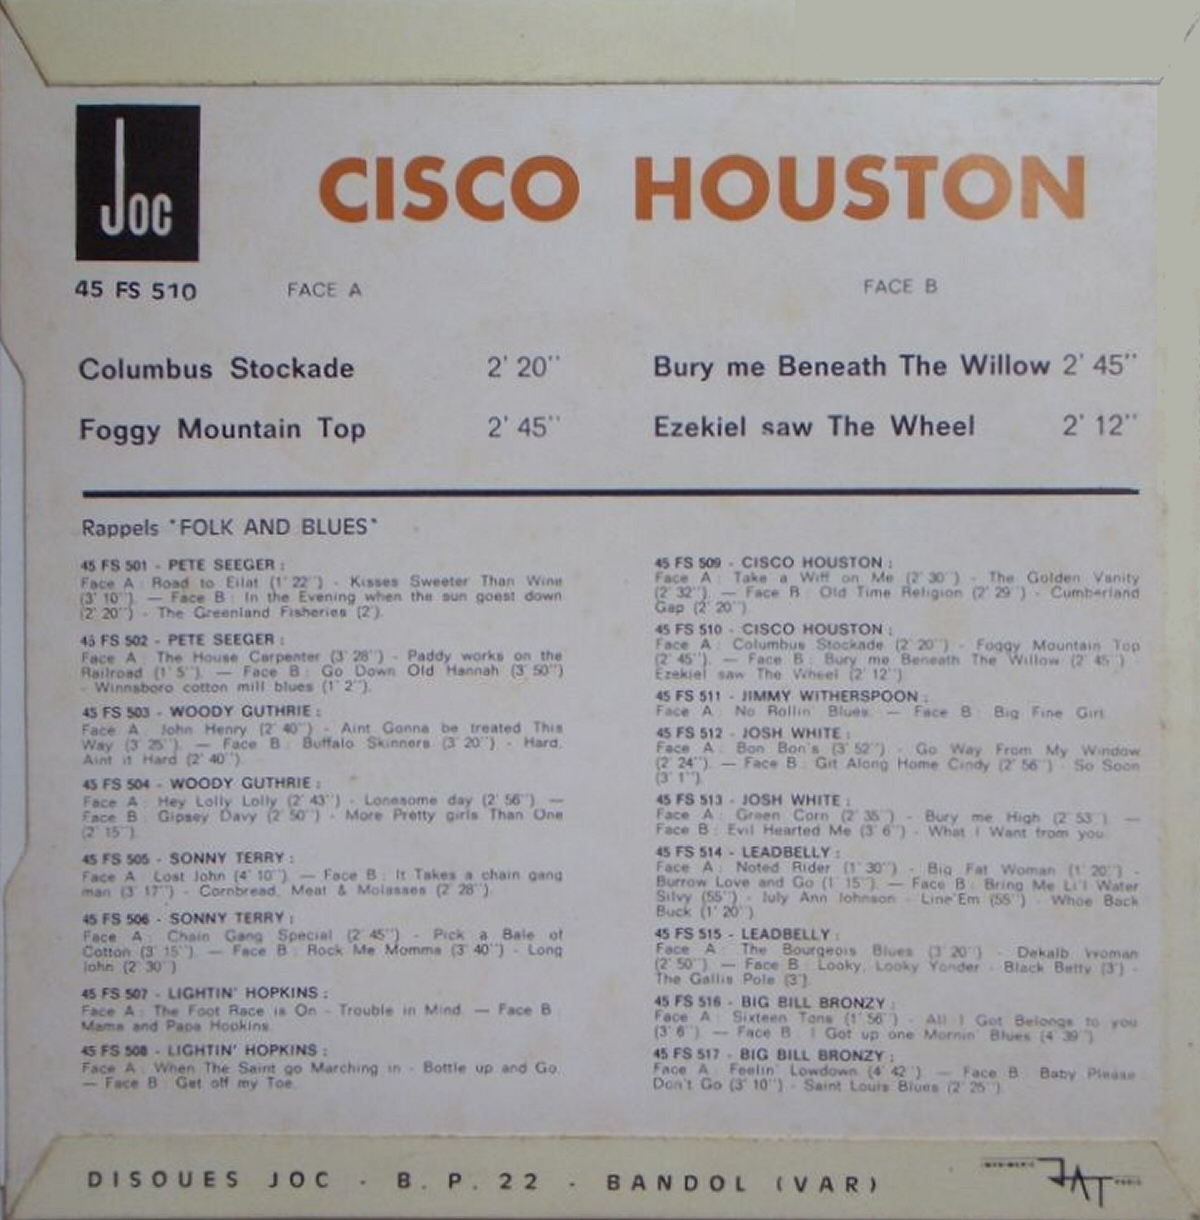 Joc
CISCO HOUSTON
45 FS 510
FACE A
FACE B
Columbus Stockade 2' 20''
Foggy Mountain Top 2' 45''
Bury me Beneath The Willow 2' 45''
Ezekiel saw The Wheel 2' 12''
Rappels "FOLK AND BLUES"
45 FS 501 - PETE SEEGER :
Face A : Road to Eilat (1' 22'') - Kisses Sweeter Than Wine
(3' 10''). — Face B : In the Evening when the sun goest down
(2' 20'') - The Greenland Fisheries (2').
45 FS 502 - PETE SEEGER :
Face A : The House Carpenter (3' 28'') - Paddy works on the
Railroad (1' 5''). — Face B : Go Down Old Hannah (3' 50'')
- Winnsboro cotton mill blues (1' 2'').
45 FS 503 - WOODY GUTHRIE :
Face A : John Henry (2' 40'') - Aint Gonna be treated This
Way (3' 25''). — Face B : Buffalo Skinners (3' 20'') - Hard,
Aint it Hard (2' 40'').
45 FS 504 - WOODY GUTHRIE :
Face A : Hey Lolly Lolly (2' 43'') - Lonesome day (2' 56''). —
Face B : Gipsey Davy (2' 50'') - More Pretty girls Than One
(2' 15'').
45 FS 505 - SONNY TERRY :
Face A : Lost John (4' 10''). — Face B : It Takes a chain gang
man (3' 17'') - Cornbread, Meat & Molasses (2' 28'').
45 FS 506 - SONNY TERRY :
Face A : Chain Gang Special (2' 45'') - Pick a Bale of
Cotton (3' 15''). — Face B : Rock Me Momma (3' 40'') - Long
John (2' 30'').
45 FS 507 - LIGHTIN' HOPKINS :
Face A : The Foot Race is On - Trouble in Mind. — Face B :
Mama and Papa Hopkins.
45 FS 508 - LIGHTIN' HOPKINS :
Face A : When The Saint go Marching in - Bottle up and Go.
— Face B : Get off my Toe.
45 FS 509 - CISCO HOUSTON :
Face A : Take a Wiff on Me (2' 30'') - The Golden Vanity
(2' 32''). — Face B : Old Time Religion (2' 29'') - Cumberland
Gap (2' 20'').
45 FS 510 - CISCO HOUSTON :
Face A : Columbus Stockade (2' 20'') - Foggy Mountain Top
(2' 45''). — Face B : Bury me Beneath The Willow (2' 45'') -
Ezekiel saw The Wheel (2' 12'').
45 FS 511 - JIMMY WITHERSPOON :
Face A : No Rollin' Blues. — Face B : Big Fine Girl.
45 FS 512 - JOSH WHITE :
Face A : Bon Bon's (3' 52'') - Go Way From My Window
(2' 24''). — Face B : Git Along Home Cindy (2' 56'') - So Soon
(3' 1'').
45 FS 513 - JOSH WHITE :
Face A : Green Corn (2' 35'') - Bury me High (2' 53''). —
Face B : Evil Hearted Me (3' 6'') - What I Want from you.
45 FS 514 - LEADBELLY :
Face A : Noted Rider (1' 30'') - Big Fat Woman (1' 20'') -
Burrow Love and Go (1' 15''). — Face B : Bring Me Li'l Water
Silvy (55'') - July Ann Johnson - Line'Em (55'') - Whoe Back
Buck (1' 20'').
45 FS 515 - LEADBELLY :
Face A : The Bourgeois Blues (3' 20'') - Dekalb Woman
(2' 50''). — Face B : Looky, Looky Yonder - Black Betty (3') -
The Gallis Pole (3').
45 FS 516 - BIG BILL BRONZY :
Face A : Sixteen Tons (1' 56'') - All I Got Belongs to you
(3' 6''). — Face B : I Got up one Mornin' Blues (4' 39'').
45 FS 517 - BIG BILL BRONZY :
Face A : Feelin' Lowdown (4' 42''). — Face B : Baby Please
Don't Go (3' 10'') - Saint Louis Blues (2' 25'').
DISQUES JOC - B. P. 22 - BANDOL (VAR)